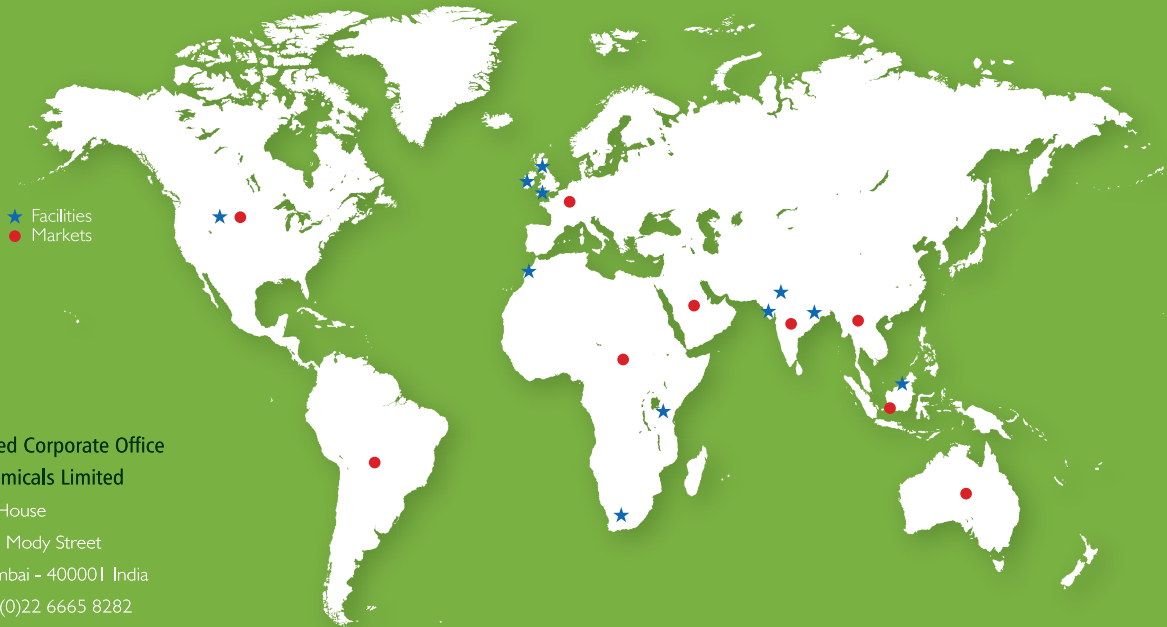 Facilities
Markets
ed Corporate Office
micals Limited
House
Mody Street
nbai - 400001 India
(0)22 6665 8282